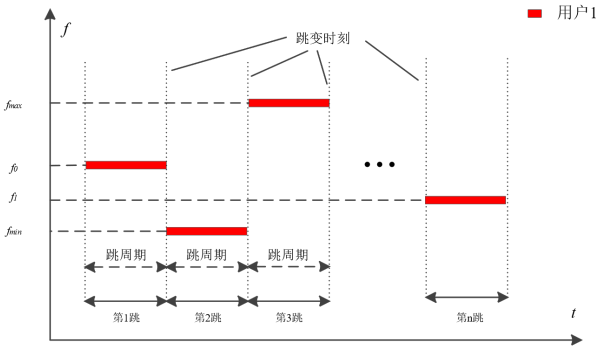 f
用户1
跳变时刻
fmax
f0
f1
fmin
跳周期 跳周期 跳周期
第1跳 第2跳 第3跳 第n跳
t